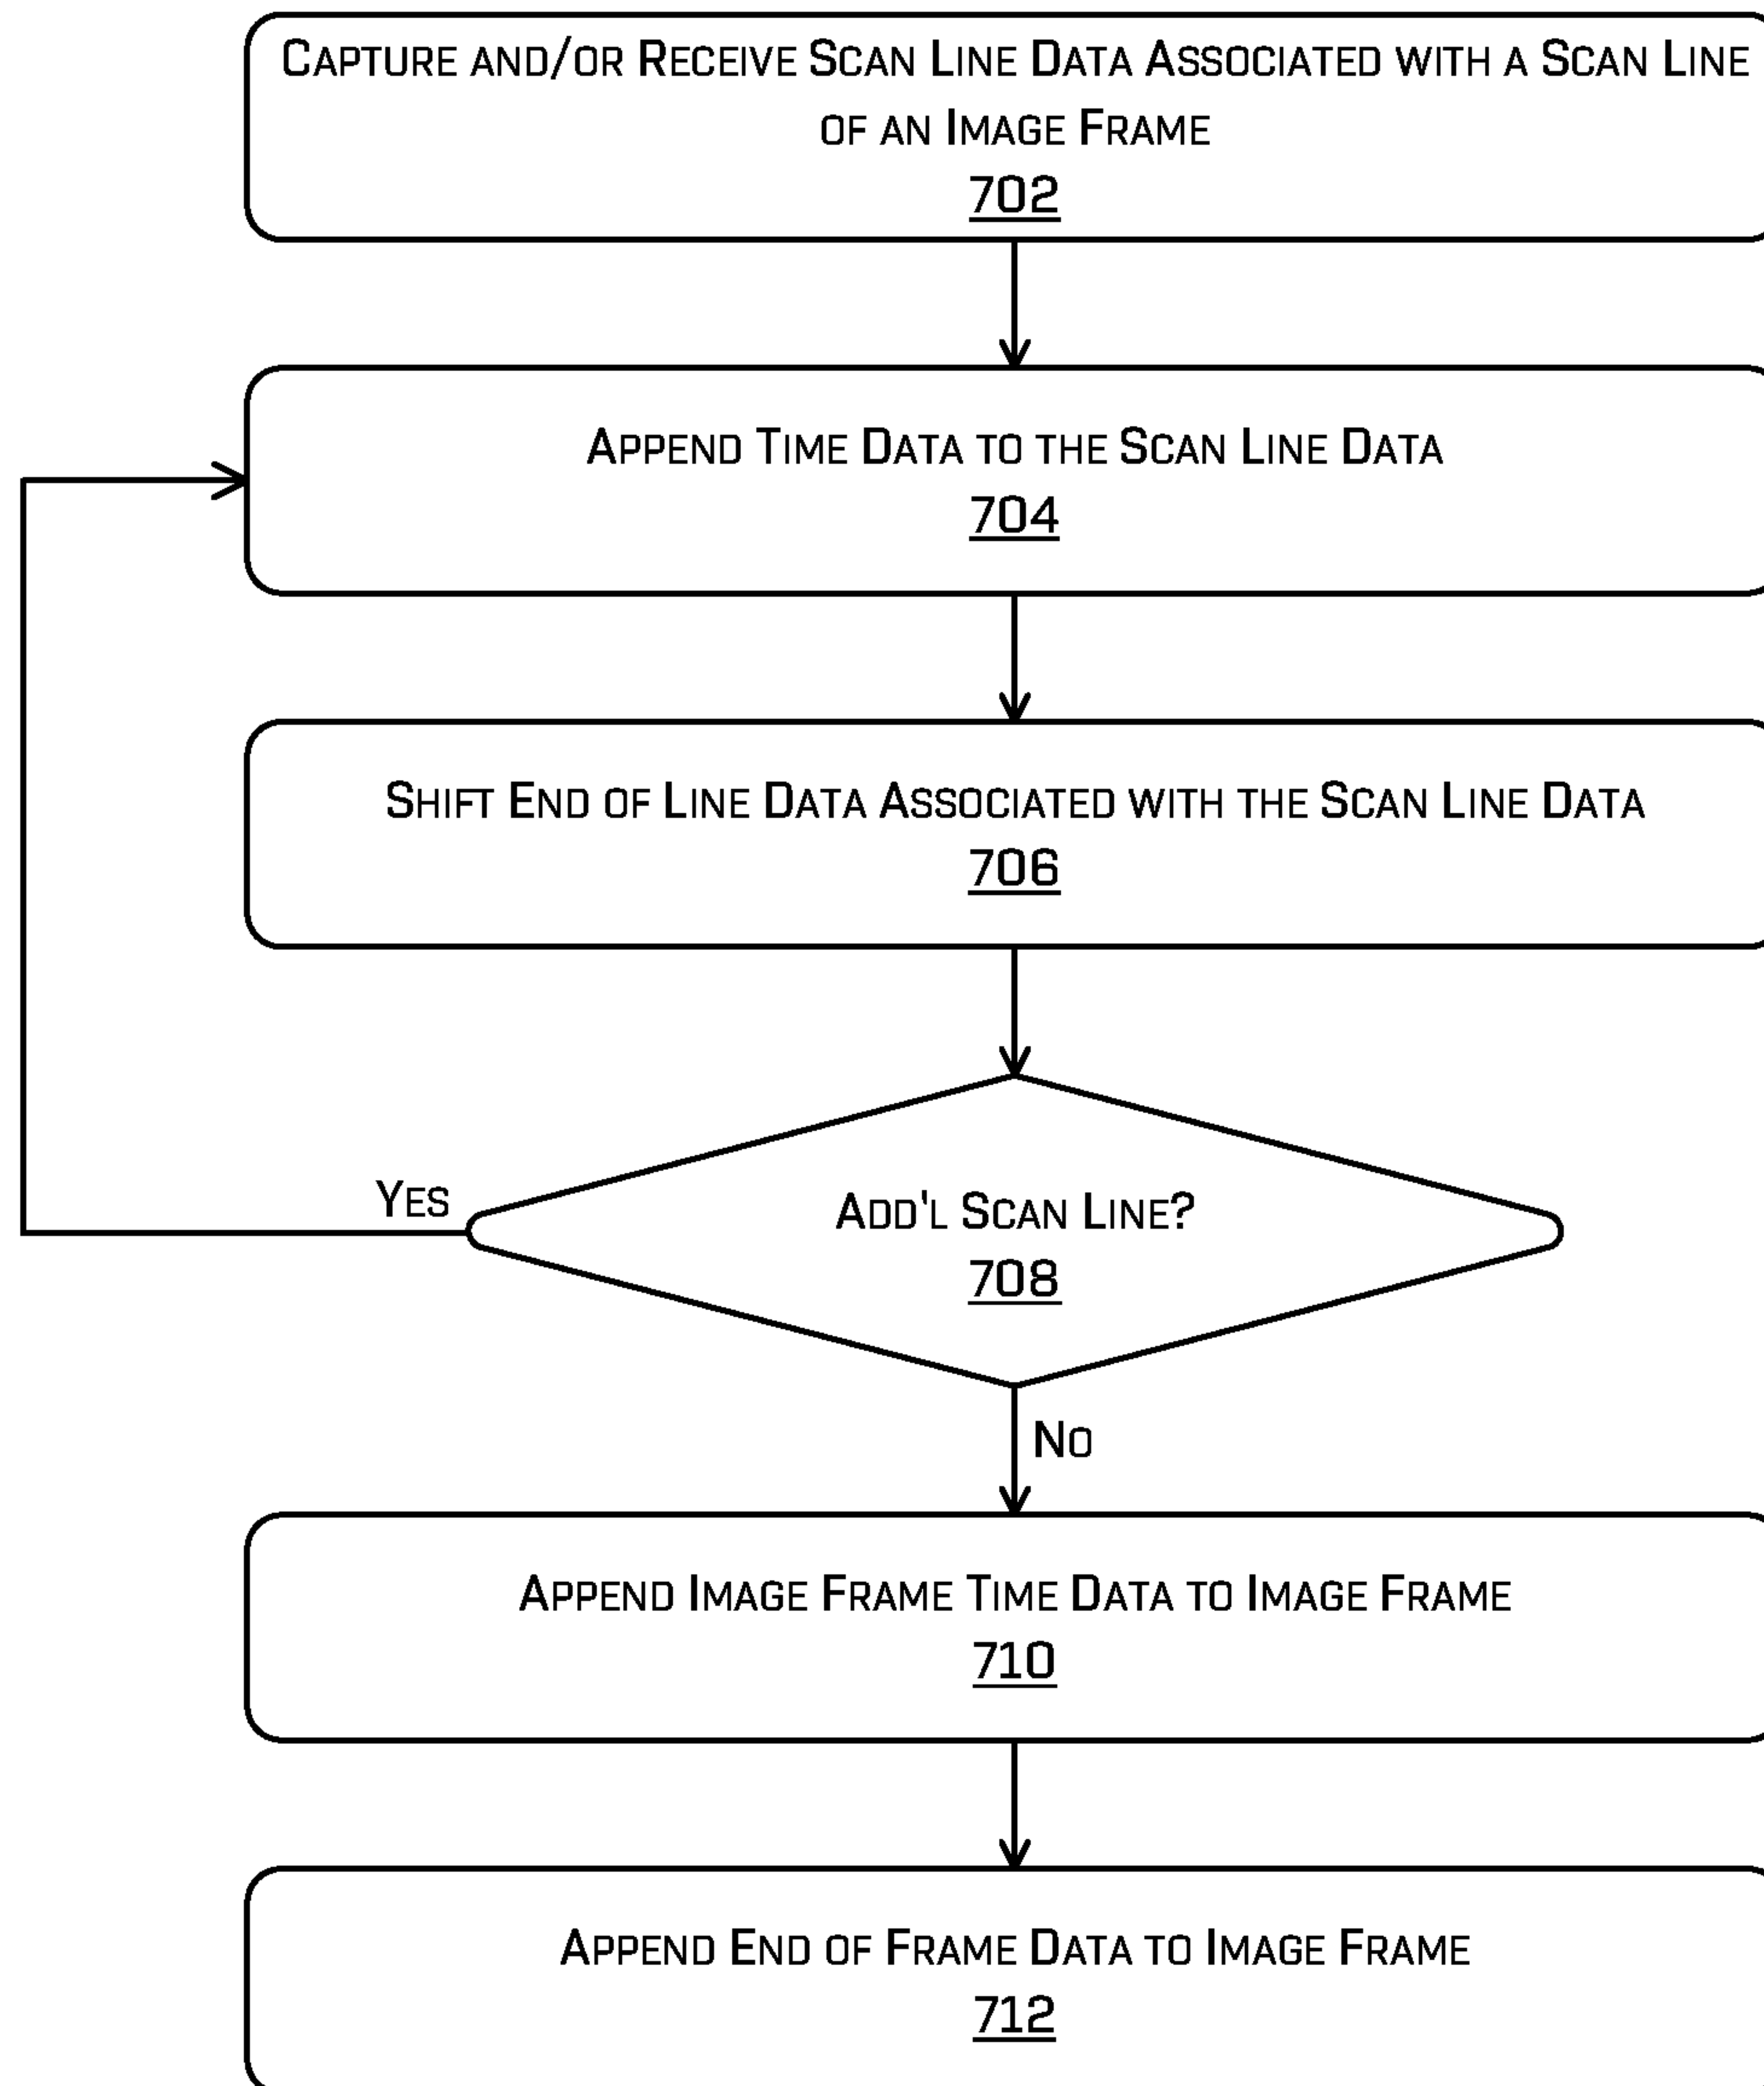 Capture and/or Receive Scan Line Data Associated with a Scan Line
of an Image Frame
702
Append Time Data to the Scan Line Data
704
Shift End of Line Data Associated with the Scan Line Data
706
Yes
Add'l Scan Line?
708
No
Append Image Frame Time Data to Image Frame
710
Append End of Frame Data to Image Frame
712